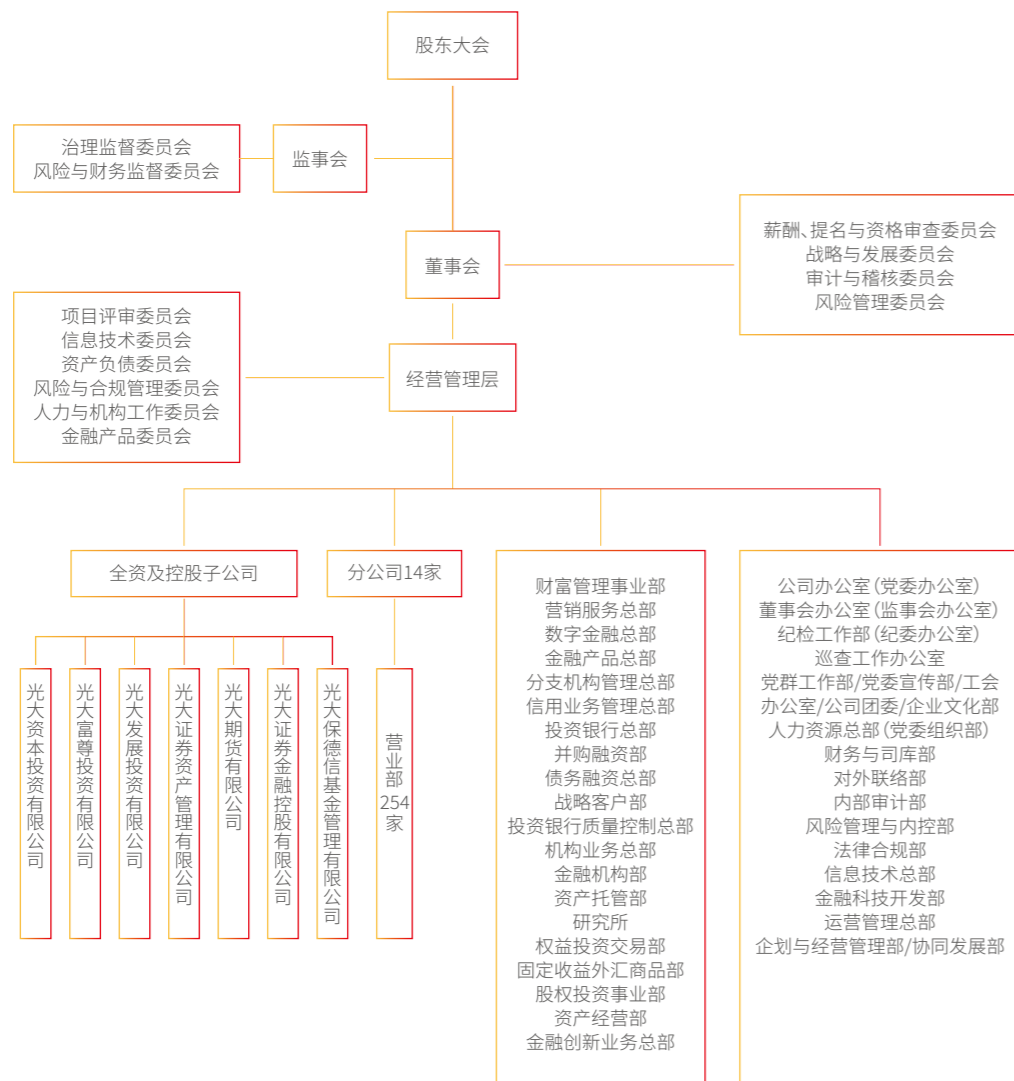 股东大会
治理监督委员会
风险与财务监督委员会
监事会
董事会
薪酬、提名与资格审查委员会
战略与发展委员会
审计与稽核委员会
风险管理委员会
项目评审委员会
信息技术委员会
资产负债委员会
风险与合规管理委员会
人力与机构工作委员会
金融产品委员会
经营管理层
全资及控股子公司
光大资本投资有限公司
光大富尊投资有限公司
光大发展投资有限公司
光大证券资产管理有限公司
光大期货有限公司
光大证券金融控股有限公司
光大保德信基金管理有限公司
分公司14家
营业部254家
财富管理事业部
营销服务总部
数字金融总部
金融产品总部
分支机构管理总部
信用业务管理总部
投资银行总部
并购融资部
债务融资总部
战略客户部
投资银行质量控制总部
机构业务总部
金融机构部
资产托管部
研究所
权益投资交易部
固定收益外汇商品部
股权投资事业部
资产经营部
金融创新业务总部
公司办公室(党委办公室)
董事会办公室(监事会办公室)
纪检工作部(纪委办公室)
巡查工作办公室
党群工作部/党委宣传部/工会
办公室/公司团委/企业文化部
人力资源总部(党委组织部)
财务与司库部
对外联络部
内部审计部
风险管理与内控部
法律合规部
信息技术总部
金融科技开发部
运营管理总部
企划与经营管理部/协同发展部